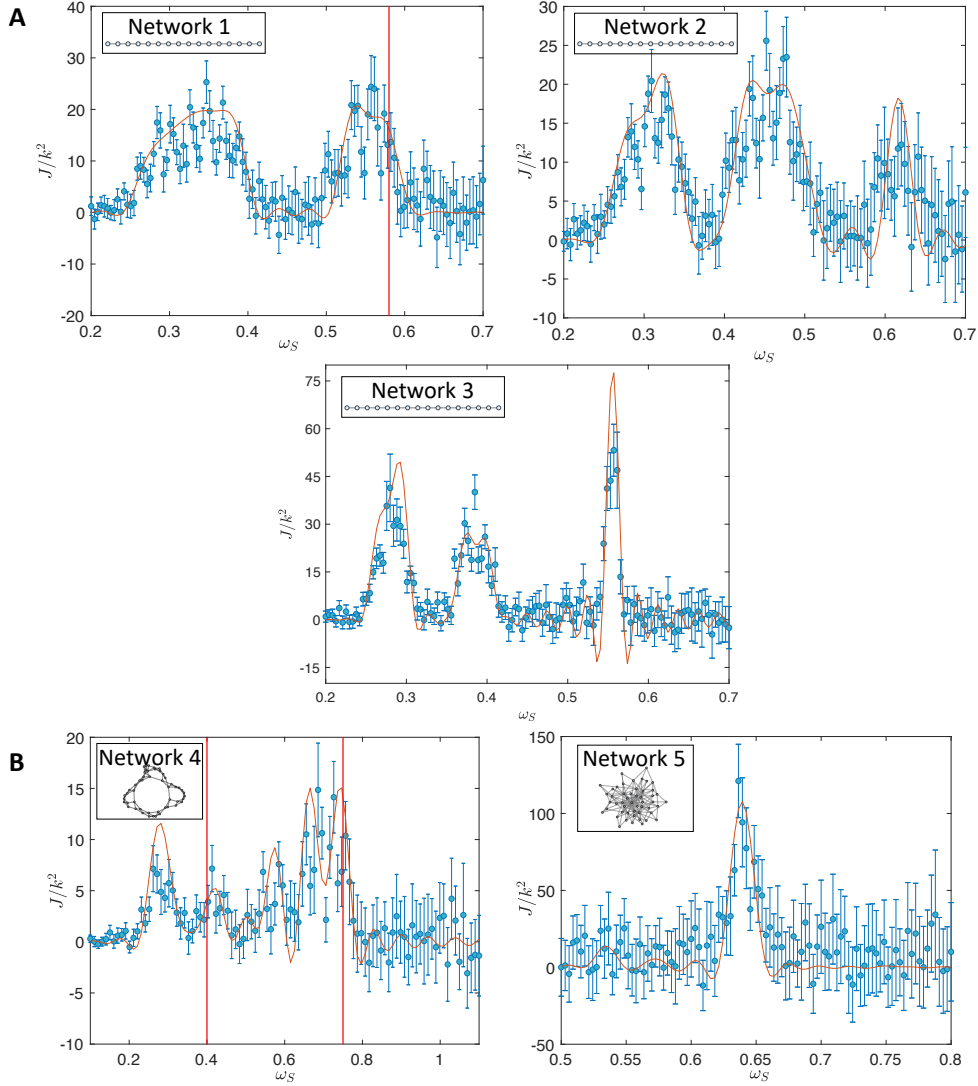 A
Network 1
J/k²
40
30
20
10
0
-10
-20
0.2 0.3 0.4 0.5 0.6 0.7
ω_S
Network 2
J/k²
30
25
20
15
10
5
0
-5
-10
0.2 0.3 0.4 0.5 0.6 0.7
ω_S
Network 3
J/k²
75
60
45
30
15
0
-15
0.2 0.3 0.4 0.5 0.6 0.7
ω_S
B
Network 4
J/k²
20
15
10
5
0
-5
-10
0.2 0.4 0.6 0.8 1
ω_S
Network 5
J/k²
150
100
50
0
-50
0.5 0.55 0.6 0.65 0.7 0.75 0.8
ω_S